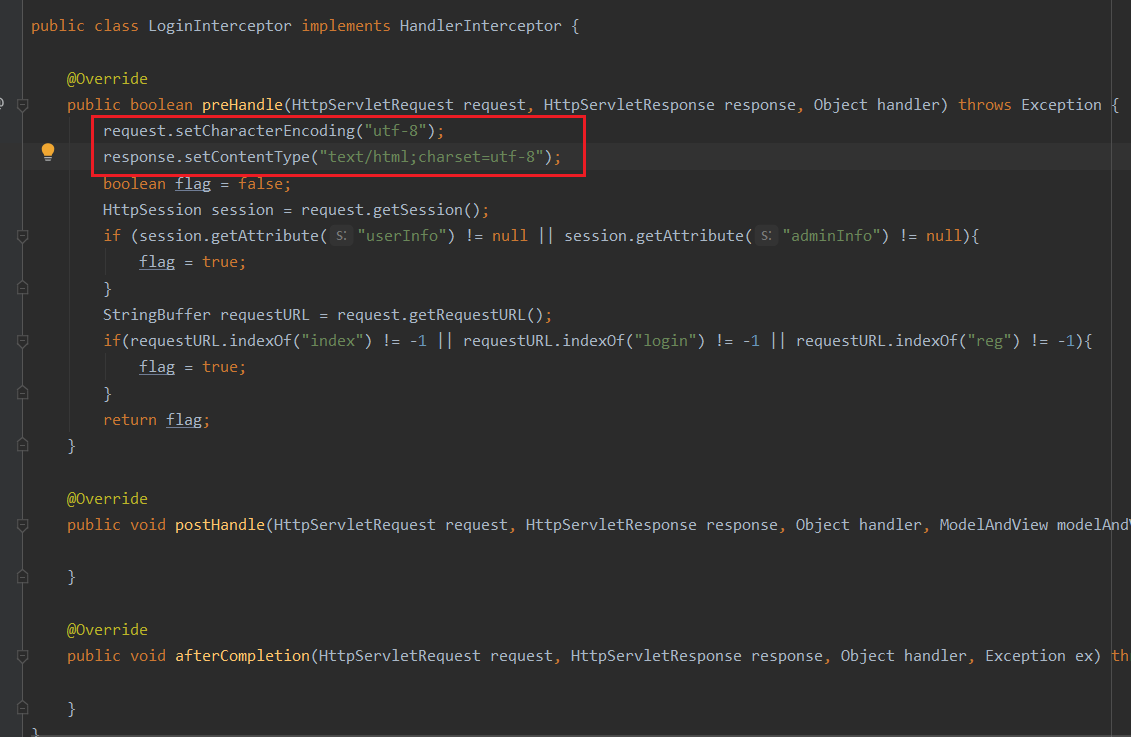 public class LoginInterceptor implements HandlerInterceptor {
@Override
public boolean preHandle(HttpServletRequest request, HttpServletResponse response, Object handler) throws Exception {
request.setCharacterEncoding("utf-8");
response.setContentType("text/html;charset=utf-8");
boolean flag = false;
HttpSession session = request.getSession();
if (session.getAttribute( s: "userInfo") != null || session.getAttribute( s: "adminInfo") != null){
flag = true;
}
StringBuffer requestURL = request.getRequestURL();
if(requestURL.indexOf("index") != -1 || requestURL.indexOf("login") != -1 || requestURL.indexOf("reg") != -1){
flag = true;
}
return flag;
}
@Override
public void postHandle(HttpServletRequest request, HttpServletResponse response, Object handler, ModelAndView modelAndV
}
@Override
public void afterCompletion(HttpServletRequest request, HttpServletResponse response, Object handler, Exception ex) th
}
}